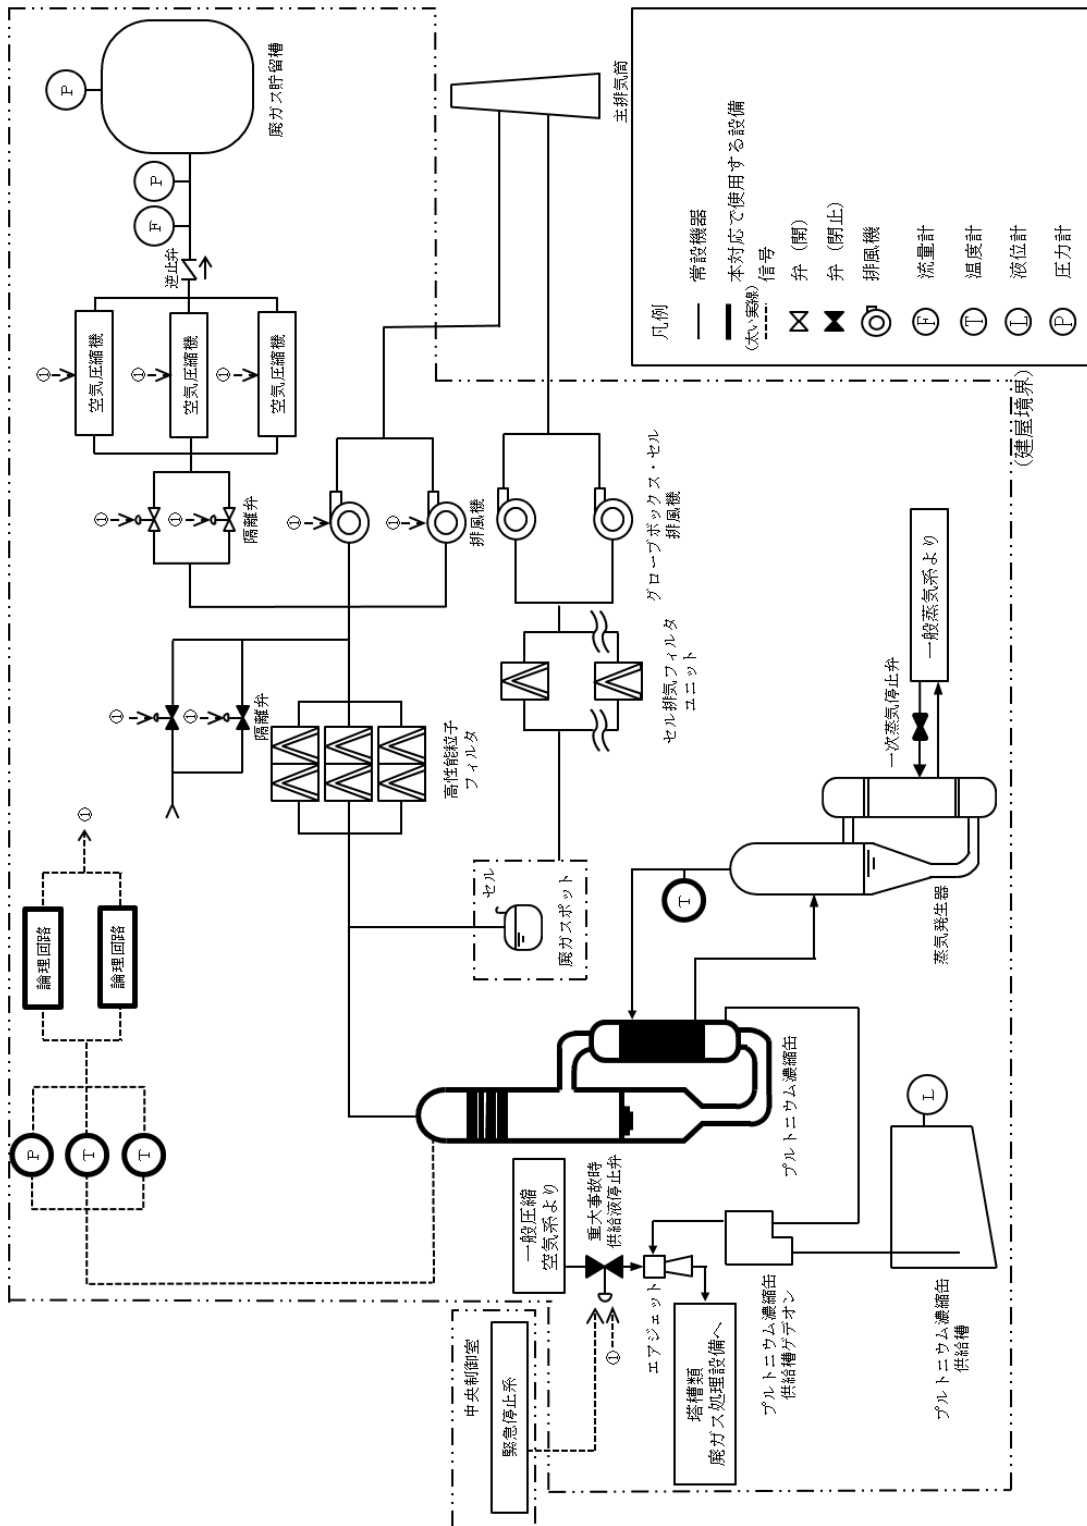 廃ガス貯留槽
P
P
F
逆止弁
空気圧縮機
空気圧縮機
空気圧縮機
①
①
①
隔離弁
①
①
主排気筒
排風機
①
①
グローブボックス・セル
排風機
隔離弁
①
①
高性能粒子
フィルタ
セル排気フィルタ
ユニット
セル
廃ガスポット
①
論理回路
論理回路
P
T
T
一般蒸気系より
一次蒸気停止弁
蒸気発生器
T
プルトニウム濃縮缶
L
プルトニウム濃縮缶
供給槽
プルトニウム濃縮缶
供給槽ゲデオン
一般圧縮
空気系より
重大事故時
供給液停止弁
エアジェット
①
塔槽類
廃ガス処理設備へ
中央制御室
緊急停止系
(建屋境界)
凡例
常設機器
本対応で使用する設備
(太い実線)
信号
弁（開）
弁（閉止）
排風機
F 流量計
T 温度計
L 液位計
P 圧力計